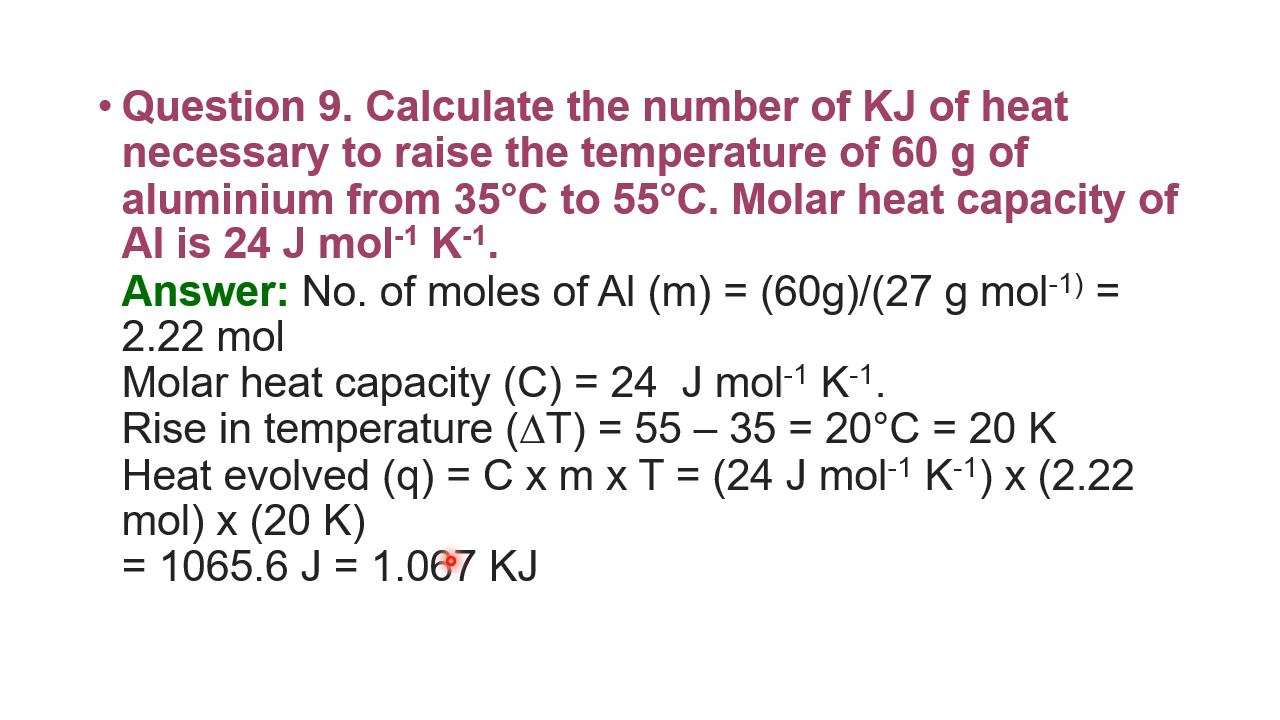 • Question 9. Calculate the number of KJ of heat
necessary to raise the temperature of 60 g of
aluminium from 35°C to 55°C. Molar heat capacity of
Al is 24 J mol⁻¹ K⁻¹.
Answer: No. of moles of Al (m) = (60g)/(27 g mol⁻¹⁾ =
2.22 mol
Molar heat capacity (C) = 24  J mol⁻¹ K⁻¹.
Rise in temperature (∆T) = 55 – 35 = 20°C = 20 K
Heat evolved (q) = C x m x T = (24 J mol⁻¹ K⁻¹) x (2.22
mol) x (20 K)
= 1065.6 J = 1.067 KJ